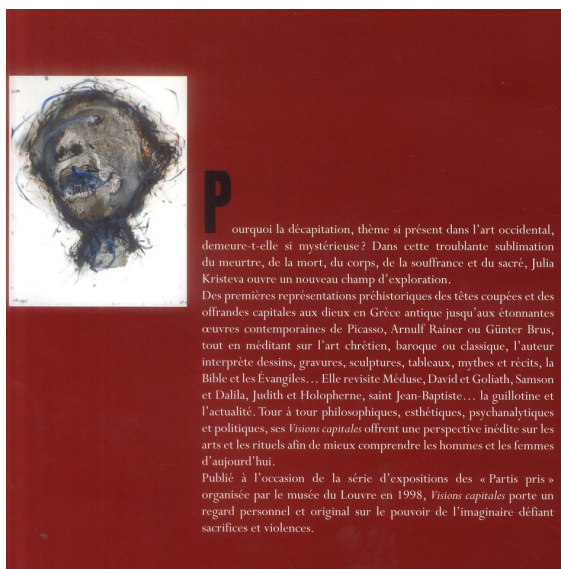 Pourquoi la décapitation, thème si présent dans l'art occidental,
demeure-t-elle si mystérieuse ? Dans cette troublante sublimation
du meurtre, de la mort, du corps, de la souffrance et du sacré, Julia
Kristeva ouvre un nouveau champ d'exploration.
Des premières représentations préhistoriques des têtes coupées et des
offrandes capitales aux dieux en Grèce antique jusqu'aux étonnantes
œuvres contemporaines de Picasso, Arnulf Rainer ou Günter Brus,
tout en méditant sur l'art chrétien, baroque ou classique, l'auteur
interprète dessins, gravures, sculptures, tableaux, mythes et récits, la
Bible et les Évangiles… Elle revisite Méduse, David et Goliath, Samson
et Dalila, Judith et Holopherne, saint Jean-Baptiste… la guillotine et
l'actualité. Tour à tour philosophiques, esthétiques, psychanalytiques
et politiques, ses Visions capitales offrent une perspective inédite sur les
arts et les rituels afin de mieux comprendre les hommes et les femmes
d'aujourd'hui.
Publié à l'occasion de la série d'expositions des « Partis pris »
organisée par le musée du Louvre en 1998, Visions capitales porte un
regard personnel et original sur le pouvoir de l'imaginaire défiant
sacrifices et violences.